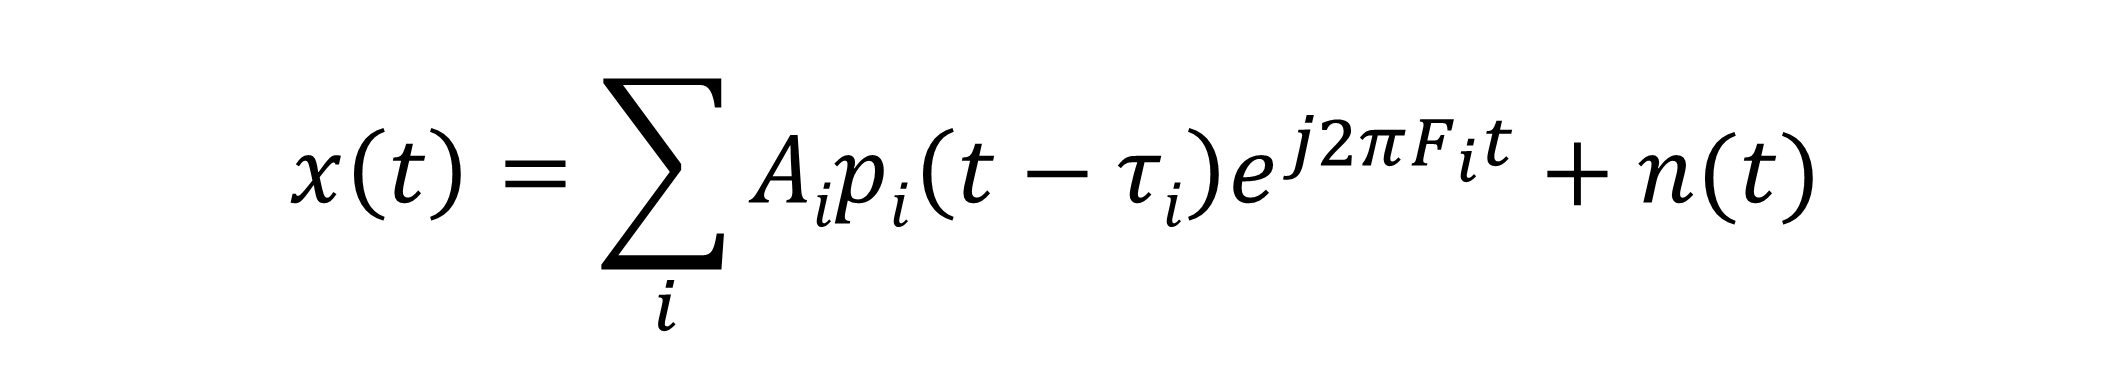 x(t) = ∑_i A_i p_i(t − τ_i)e^{j2πF_i t} + n(t)